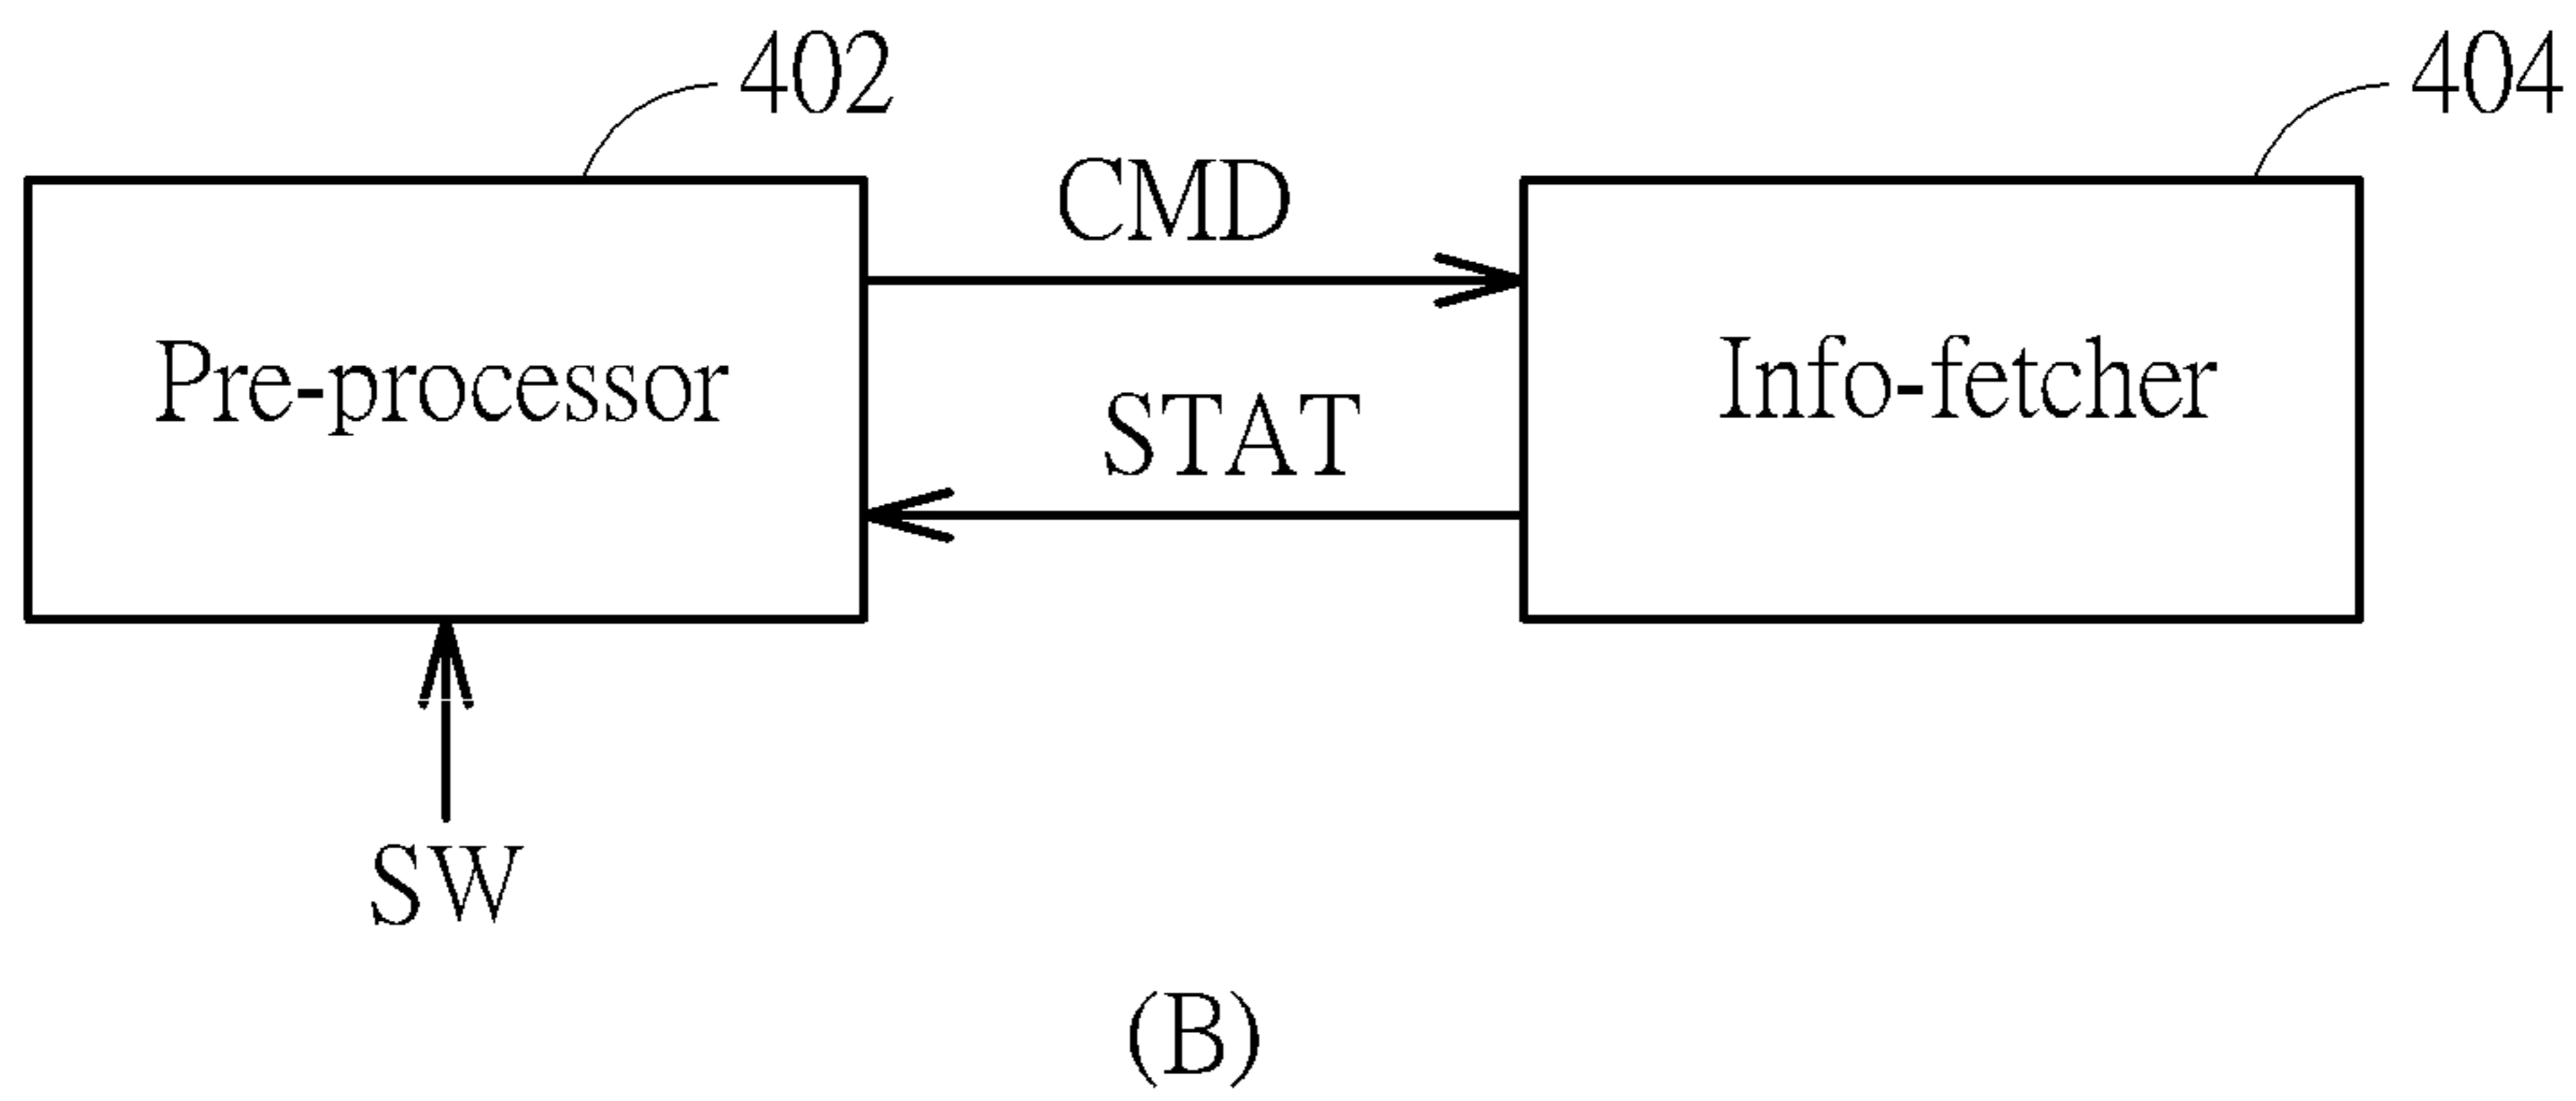 402
404
CMD
Pre-processor
Info-fetcher
STAT
SW
(B)